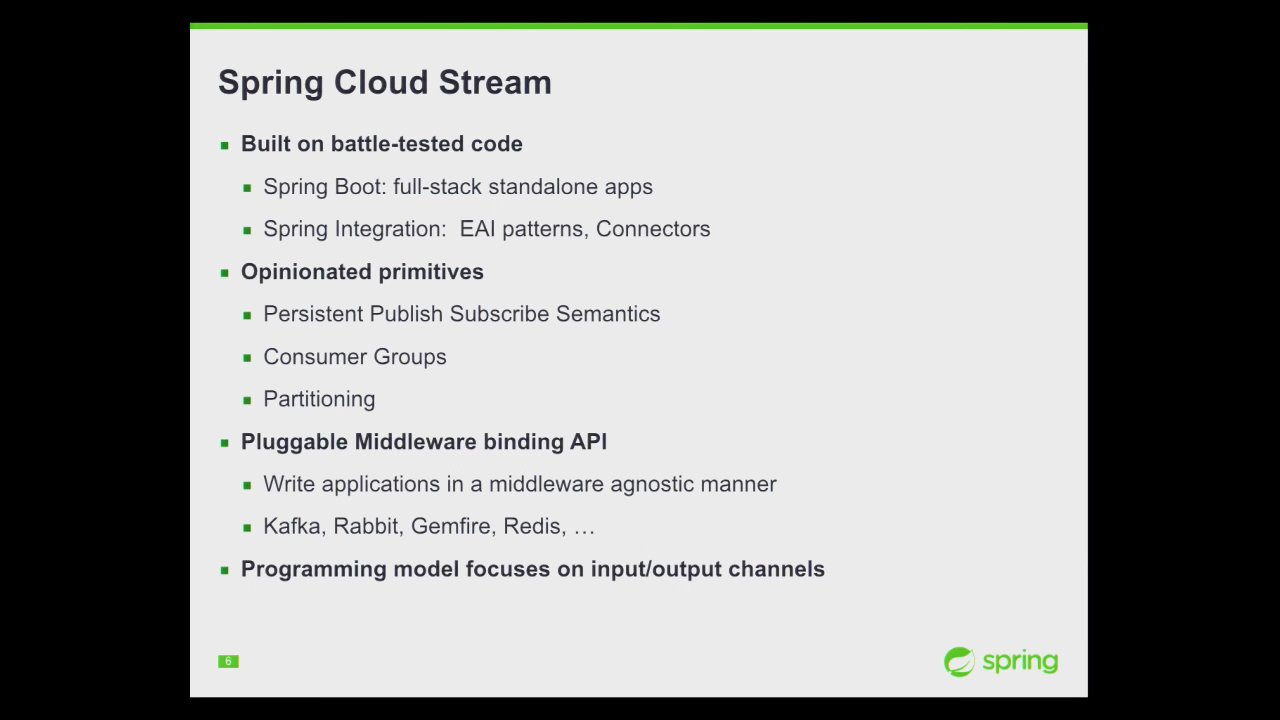 Spring Cloud Stream
Built on battle-tested code
Spring Boot: full-stack standalone apps
Spring Integration:  EAI patterns, Connectors
Opinionated primitives
Persistent Publish Subscribe Semantics
Consumer Groups
Partitioning
Pluggable Middleware binding API
Write applications in a middleware agnostic manner
Kafka, Rabbit, Gemfire, Redis, …
Programming model focuses on input/output channels
6
spring